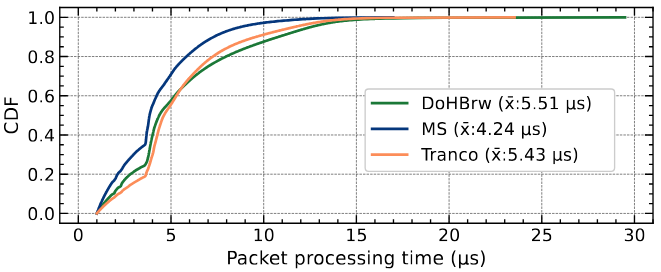 CDF
1.0
0.8
0.6
0.4
0.2
0.0
DoHBrw (x̄:5.51 μs)
MS (x̄:4.24 μs)
Tranco (x̄:5.43 μs)
0 5 10 15 20 25 30
Packet processing time (μs)